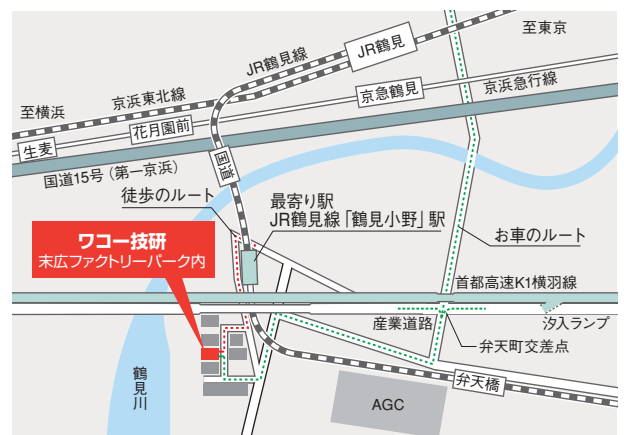 至東京
JR鶴見
JR鶴見線
京浜東北線
至横浜
京浜急行線
京急鶴見
花月園前
生麦
国道15号（第一京浜）
国道
徒歩のルート
最寄り駅
JR鶴見線「鶴見小野」駅
お車のルート
ワコー技研
末広ファクトリーパーク内
首都高速K1横羽線
産業道路
汐入ランプ
弁天町交差点
鶴見川
弁天橋
AGC